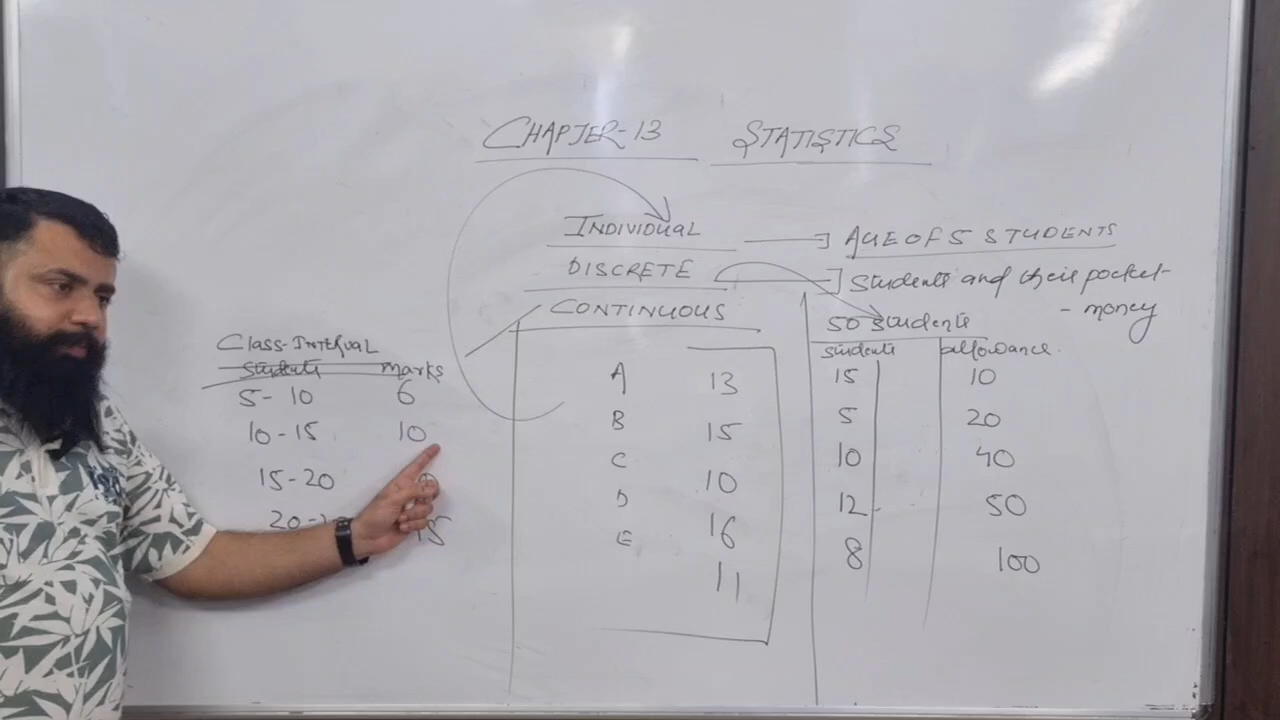 CHAPTER-13 STATISTICS
INDIVIDUAL AGE OF 5 STUDENTS
DISCRETE Students and their pocket-
- money
CONTINUOUS
50 students
students allowance.
15 10
5 20
10 40
12 50
8 100
A 13
B 15
C 10
D 16
E 11
CLASS-INTERVAL
students marks
5-10 6
10-15 10
15-20
20-
15